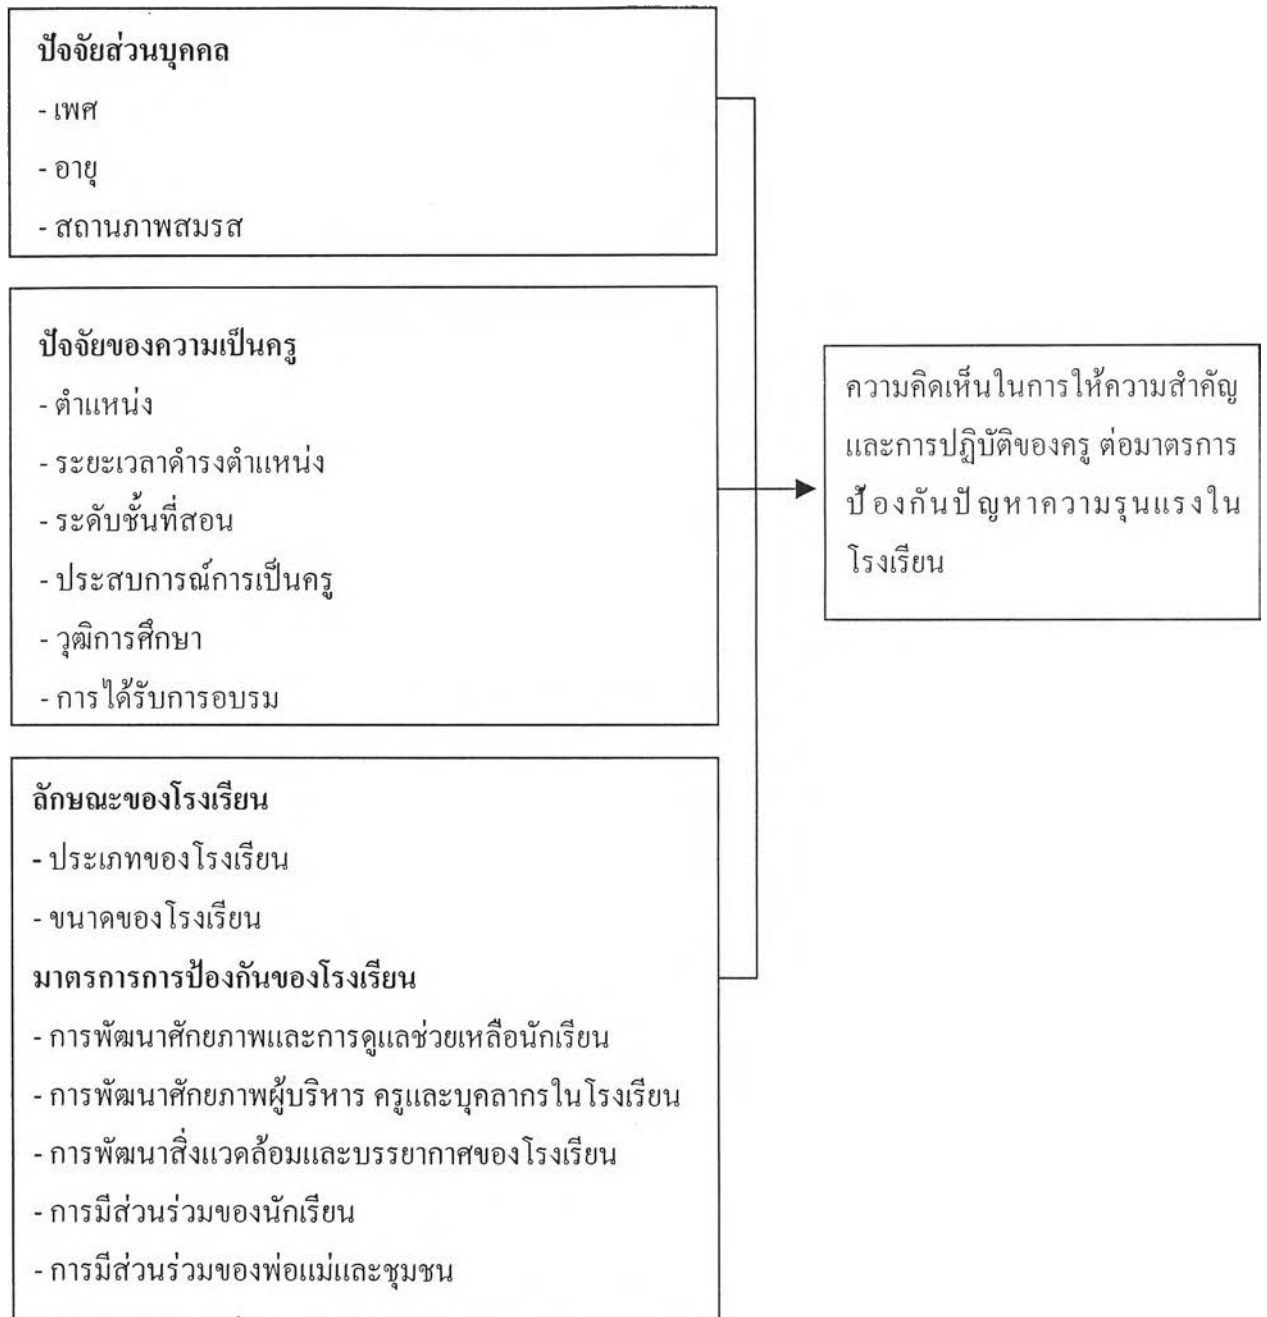 ปัจจัยส่วนบุคคล
- เพศ
- อายุ
- สถานภาพสมรส
ปัจจัยของความเป็นครู
- ตำแหน่ง
- ระยะเวลาดำรงตำแหน่ง
- ระดับชั้นที่สอน
- ประสบการณ์การเป็นครู
- วุฒิการศึกษา
- การได้รับการอบรม
ความคิดเห็นในการให้ความสำคัญ
และการปฏิบัติของครู ต่อมาตรการ
ป้องกันปัญหาความรุนแรงใน
โรงเรียน
ลักษณะของโรงเรียน
- ประเภทของโรงเรียน
- ขนาดของโรงเรียน
มาตรการการป้องกันของโรงเรียน
- การพัฒนาศักยภาพและการดูแลช่วยเหลือนักเรียน
- การพัฒนาศักยภาพผู้บริหาร ครูและบุคลากรในโรงเรียน
- การพัฒนาสิ่งแวดล้อมและบรรยากาศของโรงเรียน
- การมีส่วนร่วมของนักเรียน
- การมีส่วนร่วมของพ่อแม่และชุมชน